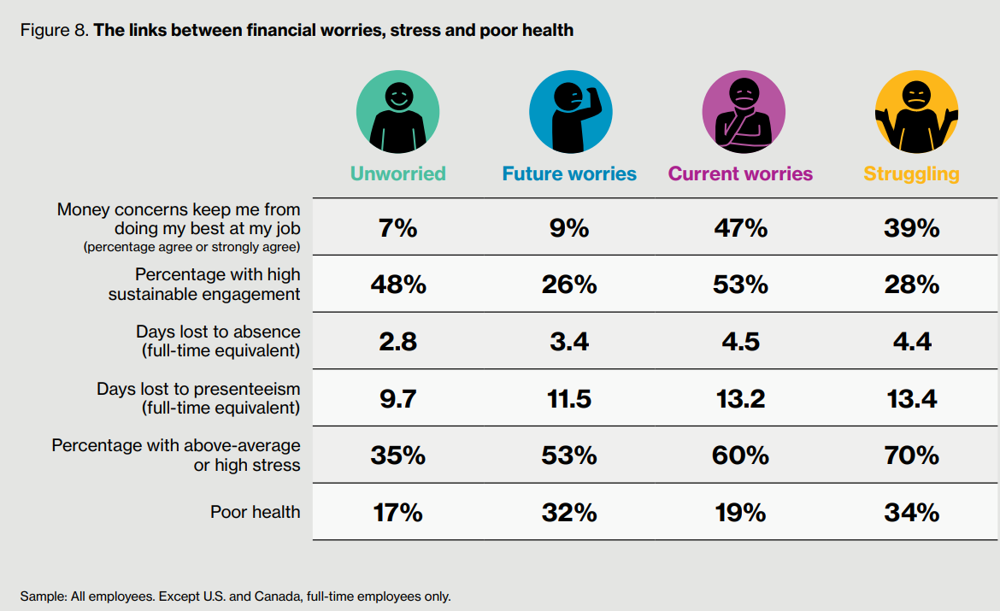 Figure 8. The links between financial worries, stress and poor health
Unworried Future worries Current worries Struggling
Money concerns keep me from
doing my best at my job
(percentage agree or strongly agree)
7% 9% 47% 39%
Percentage with high
sustainable engagement
48% 26% 53% 28%
Days lost to absence
(full-time equivalent)
2.8 3.4 4.5 4.4
Days lost to presenteeism
(full-time equivalent)
9.7 11.5 13.2 13.4
Percentage with above-average
or high stress
35% 53% 60% 70%
Poor health 17% 32% 19% 34%
Sample: All employees. Except U.S. and Canada, full-time employees only.